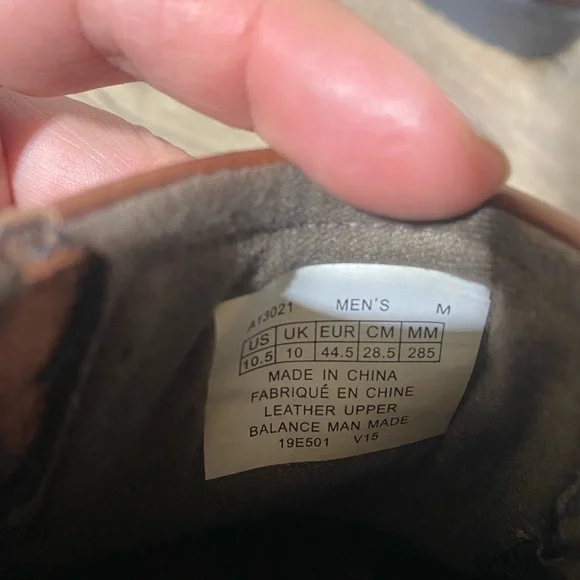 A13021 MEN'S M
US UK EUR CM MM
10.5 10 44.5 28.5 285
MADE IN CHINA
FABRIQUÉ EN CHINE
LEATHER UPPER
BALANCE MAN MADE
19E501 V15